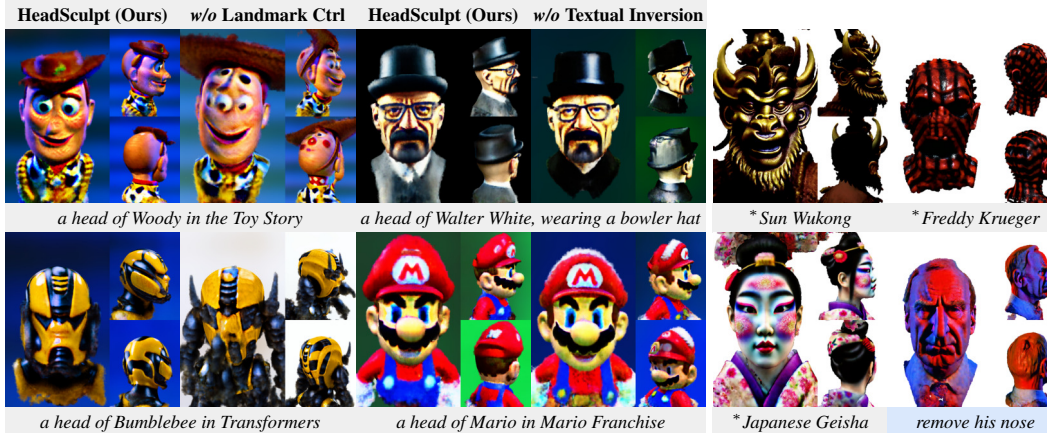 HeadSculpt (Ours) w/o Landmark Ctrl HeadSculpt (Ours) w/o Textual Inversion
a head of Woody in the Toy Story a head of Walter White, wearing a bowler hat * Sun Wukong * Freddy Krueger
M M
a head of Bumblebee in Transformers a head of Mario in Mario Franchise * Japanese Geisha remove his nose